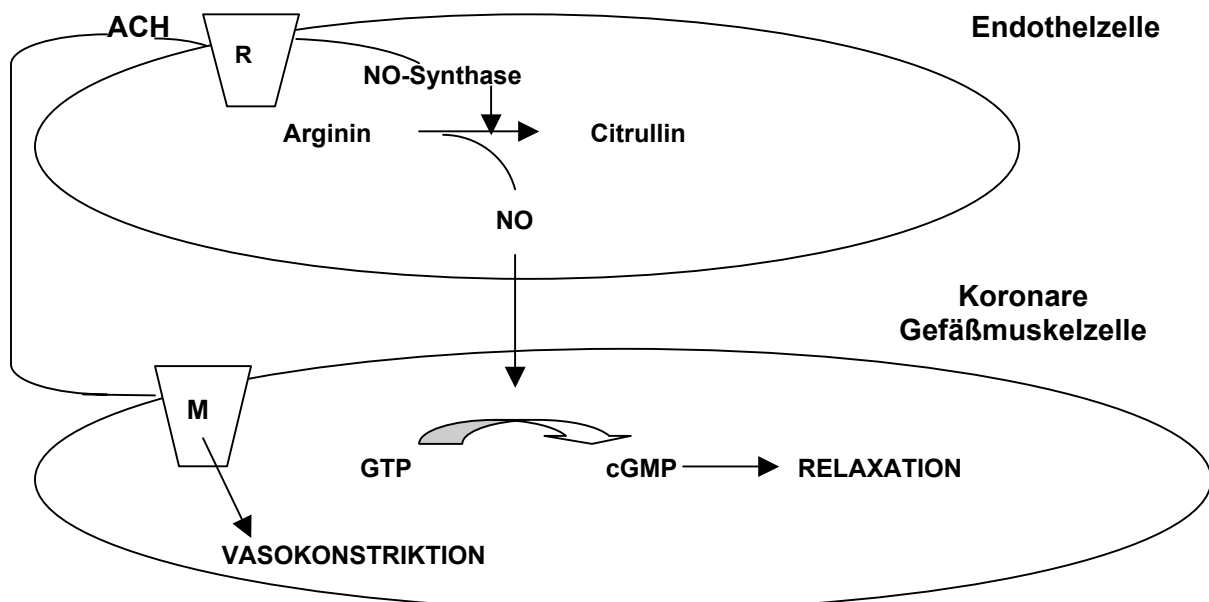 ACH
R
Endothelzelle
NO-Synthase
Arginin
Citrullin
NO
Koronare
Gefäßmuskelzelle
M
GTP
cGMP
RELAXATION
VASOKONSTRIKTION